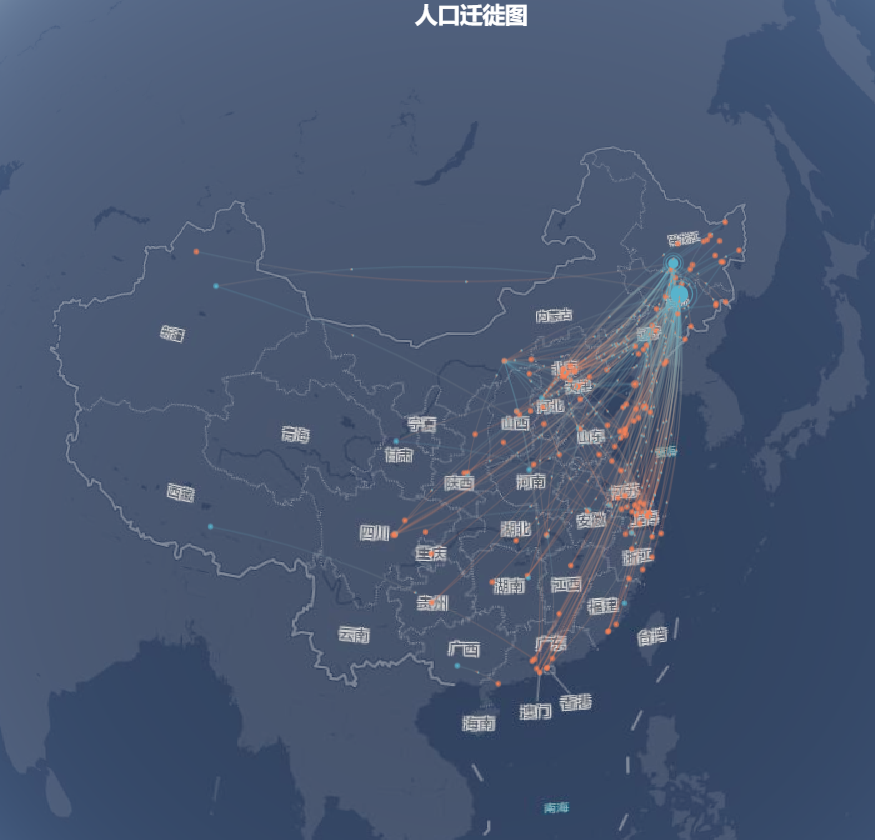 人口迁徙图
黑龙江
内蒙古
新疆
北京
天津
河北
山西
宁夏
青海
山东
甘肃
黄海
陕西
河南
西藏
江苏
上海
安徽
四川
湖北
重庆
浙江
湖南
江西
贵州
福建
云南
广西
广东
台湾
香港
澳门
海南
南海